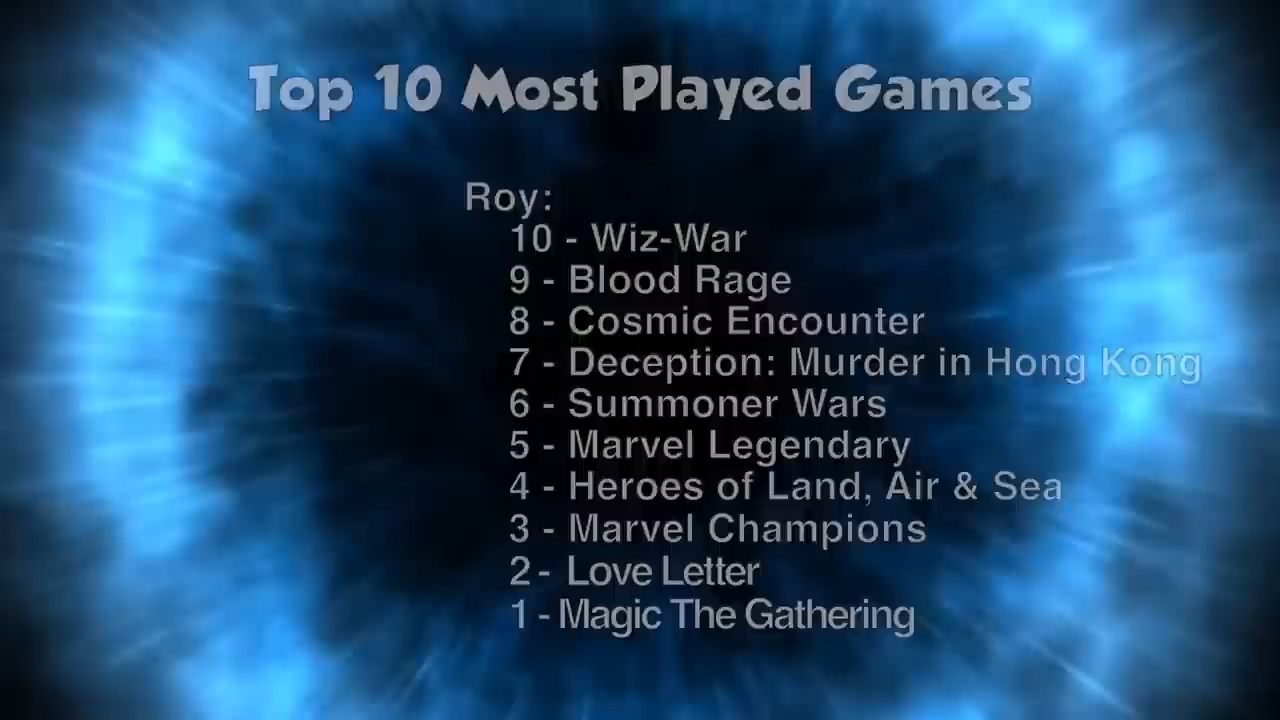 Top 10 Most Played Games
Roy:
10 - Wiz-War
9 - Blood Rage
8 - Cosmic Encounter
7 - Deception: Murder in Hong Kong
6 - Summoner Wars
5 - Marvel Legendary
4 - Heroes of Land, Air & Sea
3 - Marvel Champions
2 - Love Letter
1 - Magic The Gathering